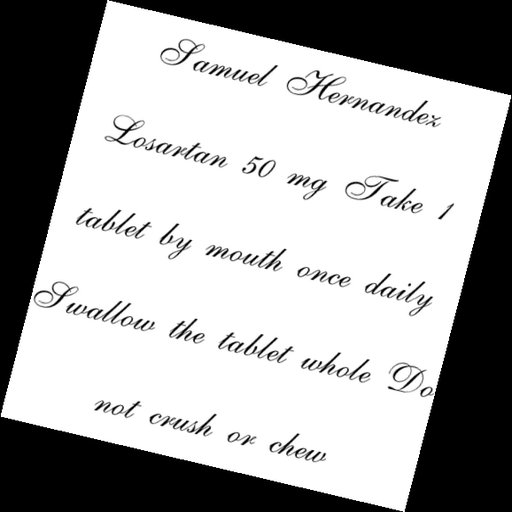 Samuel Hernandez
Losartan 50 mg Take 1
tablet by mouth once daily
Swallow the tablet whole Do
not crush or chew